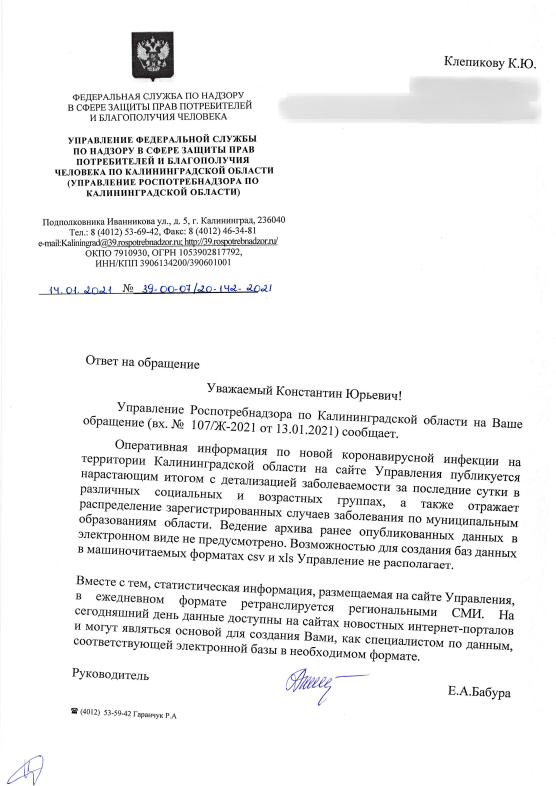 Клепикову К.Ю.
ФЕДЕРАЛЬНАЯ СЛУЖБА ПО НАДЗОРУ
В СФЕРЕ ЗАЩИТЫ ПРАВ ПОТРЕБИТЕЛЕЙ
И БЛАГОПОЛУЧИЯ ЧЕЛОВЕКА
УПРАВЛЕНИЕ ФЕДЕРАЛЬНОЙ СЛУЖБЫ
ПО НАДЗОРУ В СФЕРЕ ЗАЩИТЫ ПРАВ
ПОТРЕБИТЕЛЕЙ И БЛАГОПОЛУЧИЯ
ЧЕЛОВЕКА ПО КАЛИНИНГРАДСКОЙ ОБЛАСТИ
(УПРАВЛЕНИЕ РОСПОТРЕБНАДЗОРА ПО
КАЛИНИНГРАДСКОЙ ОБЛАСТИ)
Подполковника Иванникова ул., д. 5, г. Калининград, 236040
Тел.: 8 (4012) 53-69-42, Факс: 8 (4012) 46-34-81
e-mail:Kaliningrad@39.rospotrebnadzor.ru; http://39.rospotrebnadzor.ru/
ОКПО 7910930, ОГРН 1053902817792,
ИНН/КПП 3906134200/390601001
14.01.2021 № 39-00-07/20-142-2021
Ответ на обращение
Уважаемый Константин Юрьевич!
Управление Роспотребнадзора по Калининградской области на Ваше
обращение (вх. № 107/Ж-2021 от 13.01.2021) сообщает.
Оперативная информация по новой коронавирусной инфекции на
территории Калининградской области на сайте Управления публикуется
нарастающим итогом с детализацией заболеваемости за последние сутки в
различных социальных и возрастных группах, а также отражает
распределение зарегистрированных случаев заболевания по муниципальным
образованиям области. Ведение архива ранее опубликованных данных в
электронном виде не предусмотрено. Возможностью для создания баз данных
в машиночитаемых форматах csv и xls Управление не располагает.
Вместе с тем, статистическая информация, размещаемая на сайте Управления,
в ежедневном формате ретранслируется региональными СМИ. На
сегодняшний день данные доступны на сайтах новостных интернет-порталов
и могут являться основой для создания Вами, как специалистом по данным,
соответствующей электронной базы в необходимом формате.
Руководитель
Е.А.Бабура
☎ (4012) 53-59-42 Гаранчук Р.А